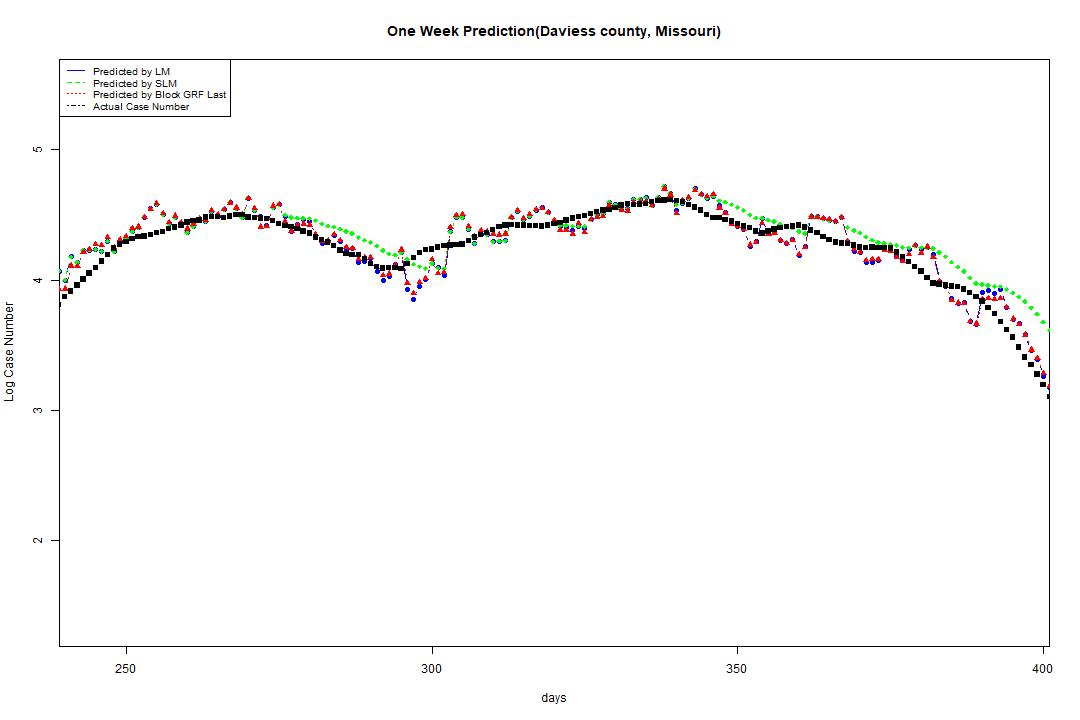 One Week Prediction(Daviess county, Missouri)
Predicted by LM
Predicted by SLM
Predicted by Block GRF Last
Actual Case Number
5
4
3
2
Log Case Number
250
300
350
400
days